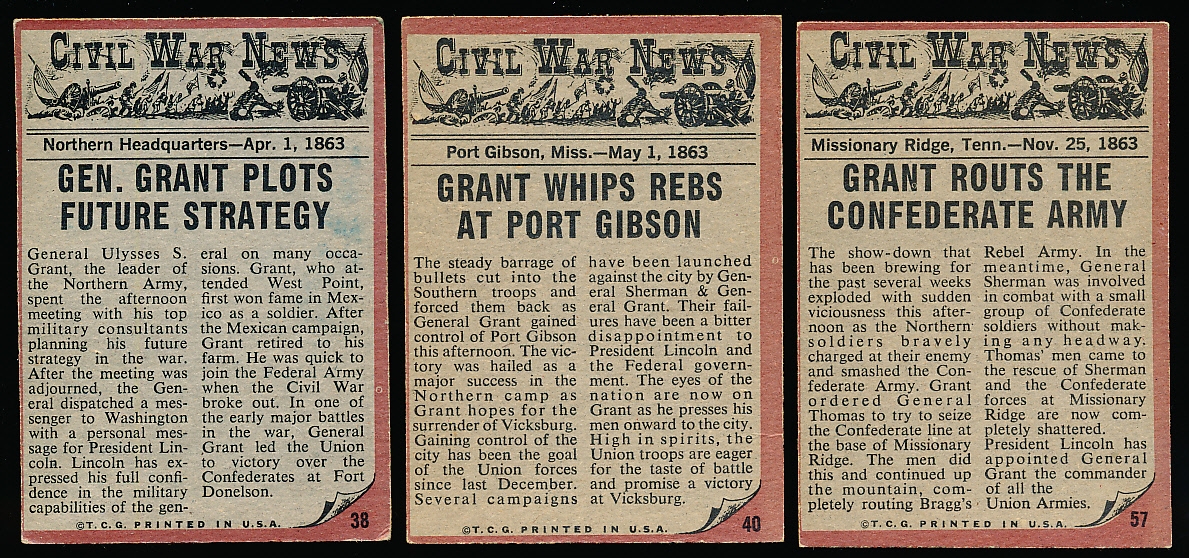 CIVIL WAR NEWS
Northern Headquarters—Apr. 1, 1863
GEN. GRANT PLOTS
FUTURE STRATEGY
General Ulysses S.
Grant, the leader of
the Northern Army,
spent the afternoon
meeting with his top
military consultants
planning his future
strategy in the war.
After the meeting was
adjourned, the Gen-
eral dispatched a mes-
senger to Washington
with a personal mes-
sage for President Lin-
coln. Lincoln has ex-
pressed his full confi-
dence in the military
capabilities of the gen-
eral on many occa-
sions. Grant, who at-
tended West Point,
first won fame in Mex-
ico as a soldier. After
the Mexican campaign,
Grant retired to his
farm. He was quick to
join the Federal Army
when the Civil War
broke out. In one of
the early major battles
in the war, General
Grant led the Union
to victory over the
Confederates at Fort
Donelson.
©T.C.G. PRINTED IN U.S.A.
38
CIVIL WAR NEWS
Port Gibson, Miss.—May 1, 1863
GRANT WHIPS REBS
AT PORT GIBSON
The steady barrage of
bullets cut into the
Southern troops and
forced them back as
General Grant gained
control of Port Gibson
this afternoon. The vic-
tory was hailed as a
major success in the
Northern camp as
Grant hopes for the
surrender of Vicksburg.
Gaining control of the
city has been the goal
of the Union forces
since last December.
Several campaigns
have been launched
against the city by Gen-
eral Sherman & Gen-
eral Grant. Their fail-
ures have been a bitter
disappointment to
President Lincoln and
the Federal govern-
ment. The eyes of the
nation are now on
Grant as he presses his
men onward to the city.
High in spirits, the
Union troops are eager
for the taste of battle
and promise a victory
at Vicksburg.
©T.C.G. PRINTED IN U.S.A.
40
CIVIL WAR NEWS
Missionary Ridge, Tenn.—Nov. 25, 1863
GRANT ROUTS THE
CONFEDERATE ARMY
The show-down that
has been brewing for
the past several weeks
exploded with sudden
viciousness this after-
noon as the Northern
soldiers bravely
charged at their enemy
and smashed the Con-
federate Army. Grant
ordered General
Thomas to try to seize
the Confederate line at
the base of Missionary
Ridge. The men did
this and continued up
the mountain, com-
pletely routing Bragg's
Rebel Army. In the
meantime, General
Sherman was involved
in combat with a small
group of Confederate
soldiers without mak-
ing any headway.
Thomas' men came to
the rescue of Sherman
and the Confederate
forces at Missionary
Ridge are now com-
pletely shattered.
President Lincoln has
appointed General
Grant the commander
of all the
Union Armies.
©T.C.G. PRINTED IN U.S.A.
57